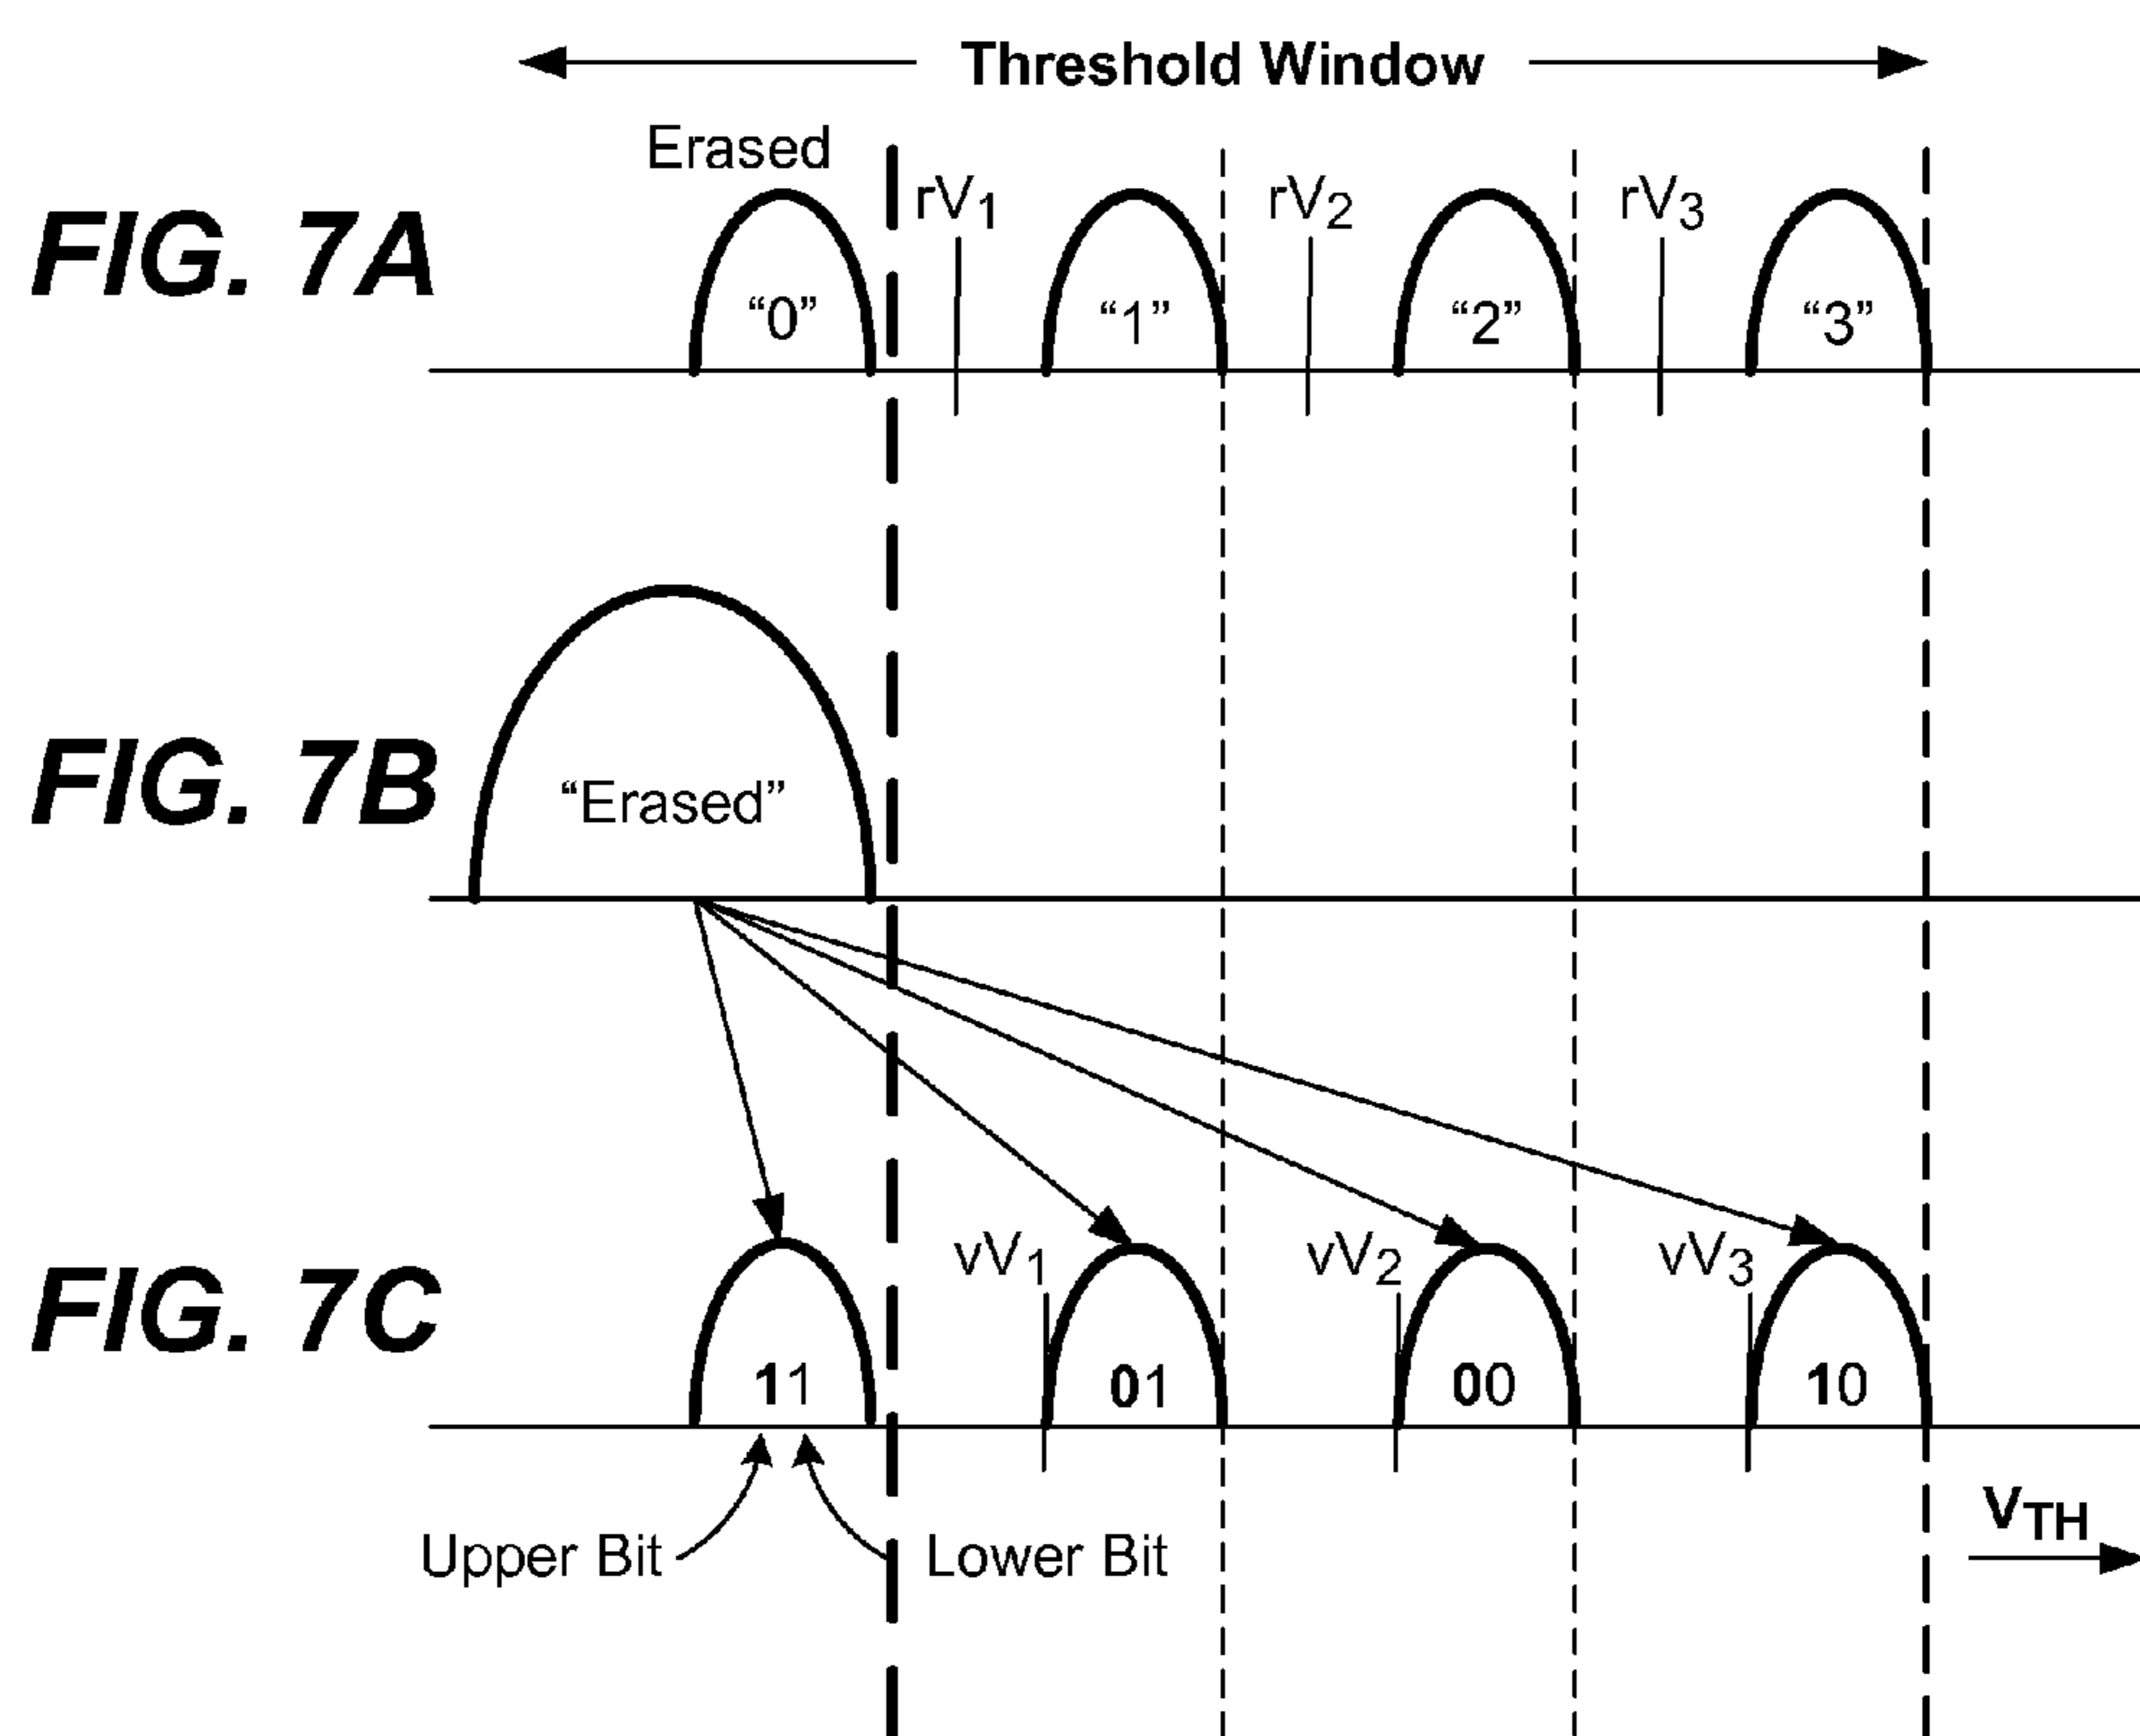 Threshold Window
Erased
rV1
rV2
rV3
FIG. 7A
“0”
“1”
“2”
“3”
FIG. 7B
“Erased”
vV1
vV2
vV3
FIG. 7C
11
01
00
10
Upper Bit
Lower Bit
VTH